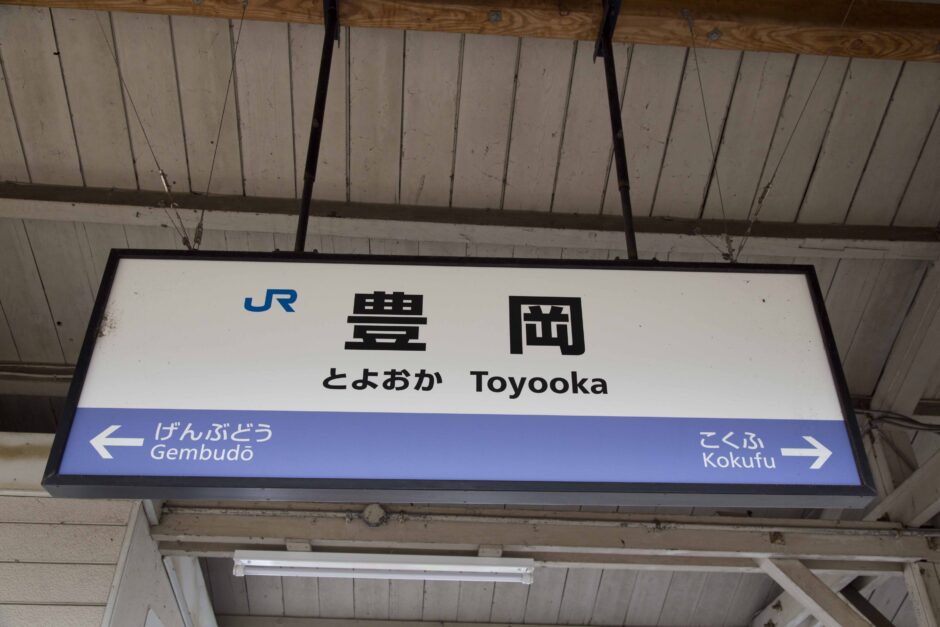 JR 豊岡
とよおか Toyooka
← げんぶどう
Gembudō
こくふ →
Kokufu